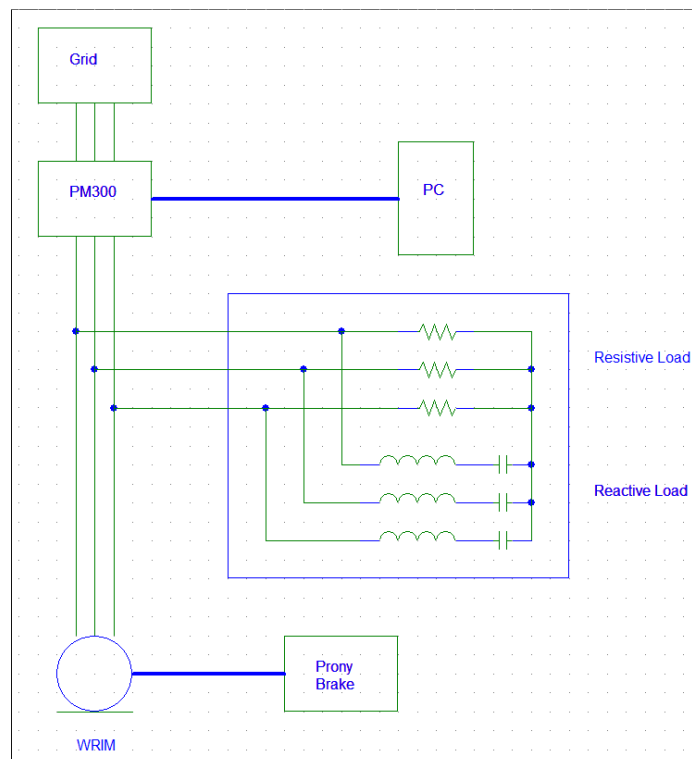 Grid
PM300
PC
Resistive Load
Reactive Load
Prony
Brake
WRIM